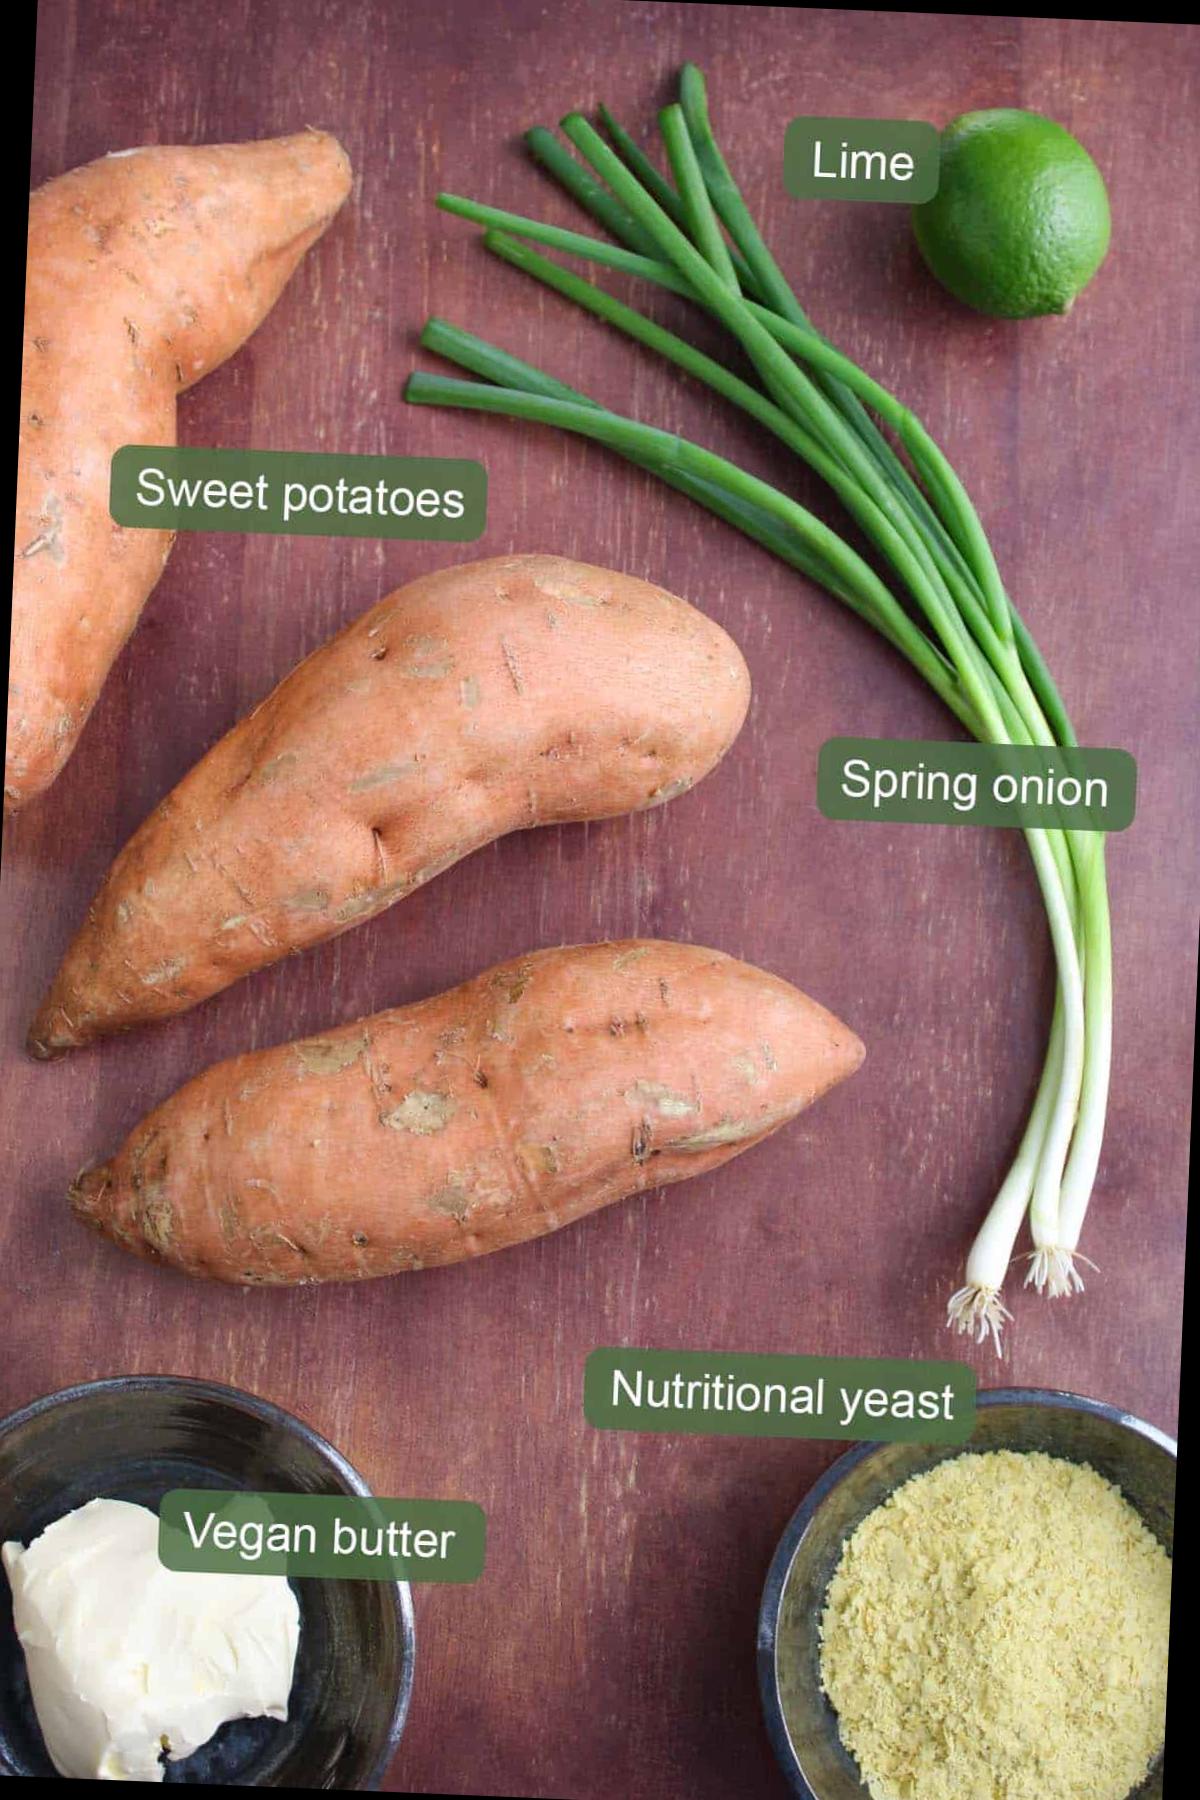 Lime
Sweet potatoes
Spring onion
Nutritional yeast
Vegan butter